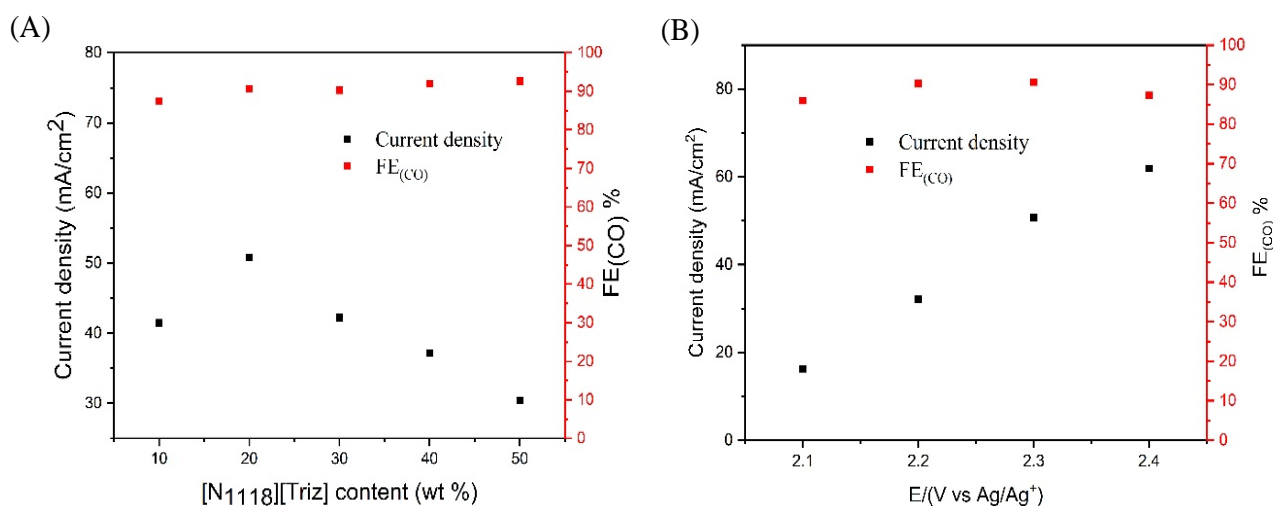 (A)
80
70
60
50
40
30
Current density (mA/cm²)
100
90
80
70
60
50
40
30
20
10
0
FE(CO) %
Current density
FE(CO)
10 20 30 40 50
[N1118][Triz] content (wt %)
(B)
80
60
40
20
0
Current density (mA/cm²)
100
90
80
70
60
50
40
30
20
10
0
FE(CO) %
Current density
FE(CO)
2.1 2.2 2.3 2.4
E/(V vs Ag/Ag⁺)